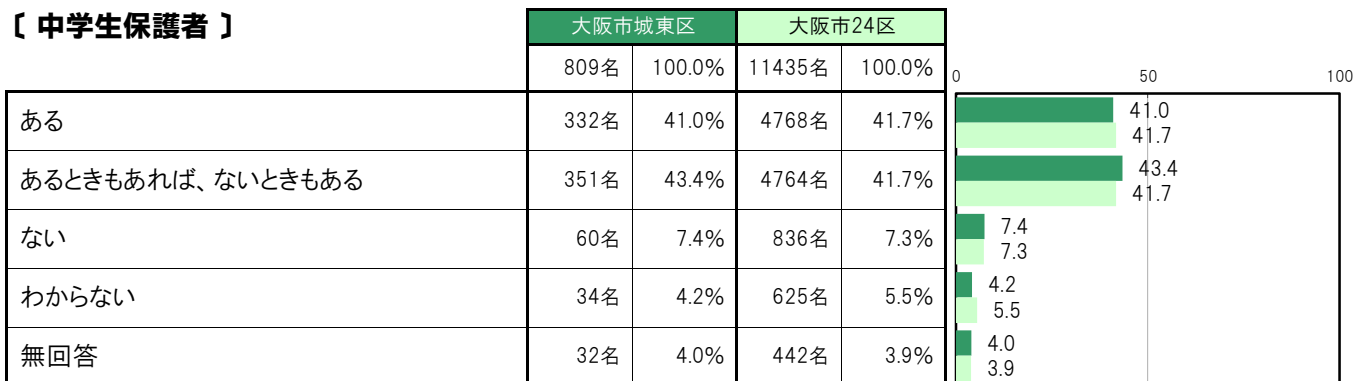 〔 中学生保護者 〕
大阪市城東区 大阪市24区
809名 100.0% 11435名 100.0%
0 50 100
ある 332名 41.0% 4768名 41.7%
41.0
41.7
あるときもあれば、ないときもある 351名 43.4% 4764名 41.7%
43.4
41.7
ない 60名 7.4% 836名 7.3%
7.4
7.3
わからない 34名 4.2% 625名 5.5%
4.2
5.5
無回答 32名 4.0% 442名 3.9%
4.0
3.9